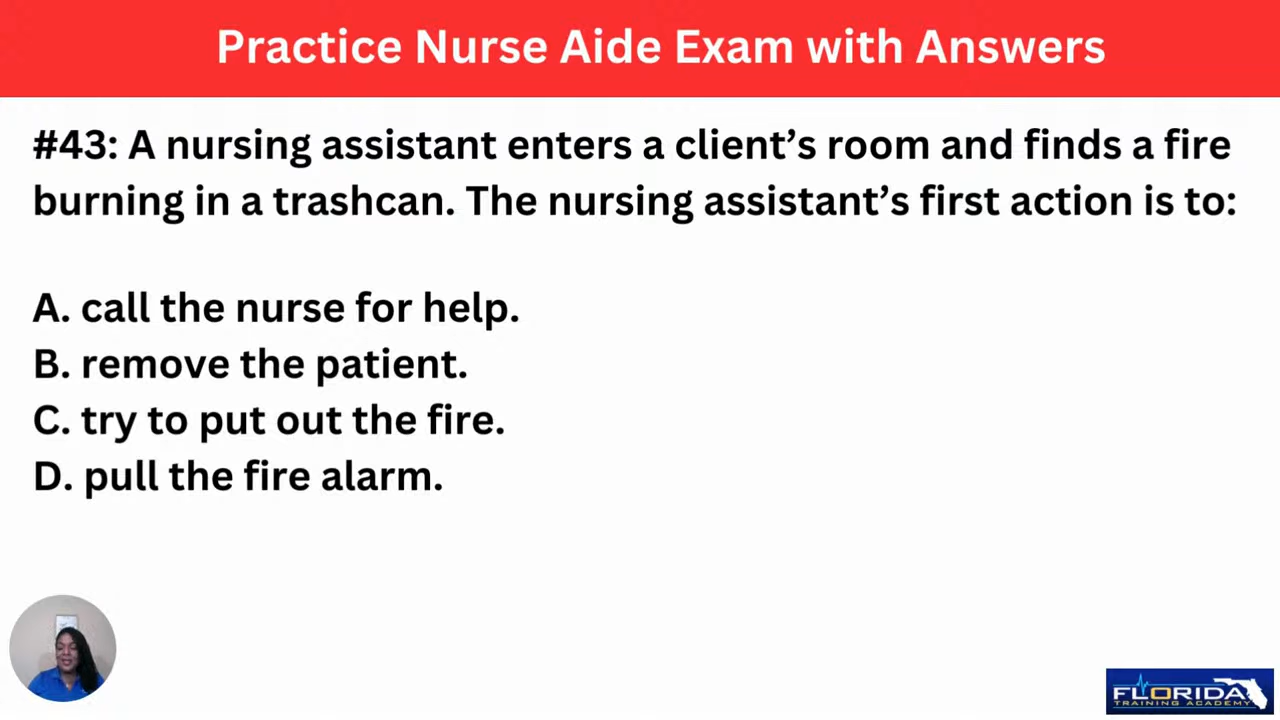 Practice Nurse Aide Exam with Answers
#43: A nursing assistant enters a client’s room and finds a fire
burning in a trashcan. The nursing assistant’s first action is to:
A. call the nurse for help.
B. remove the patient.
C. try to put out the fire.
D. pull the fire alarm.
FLORIDA
TRAINING ACADEMY